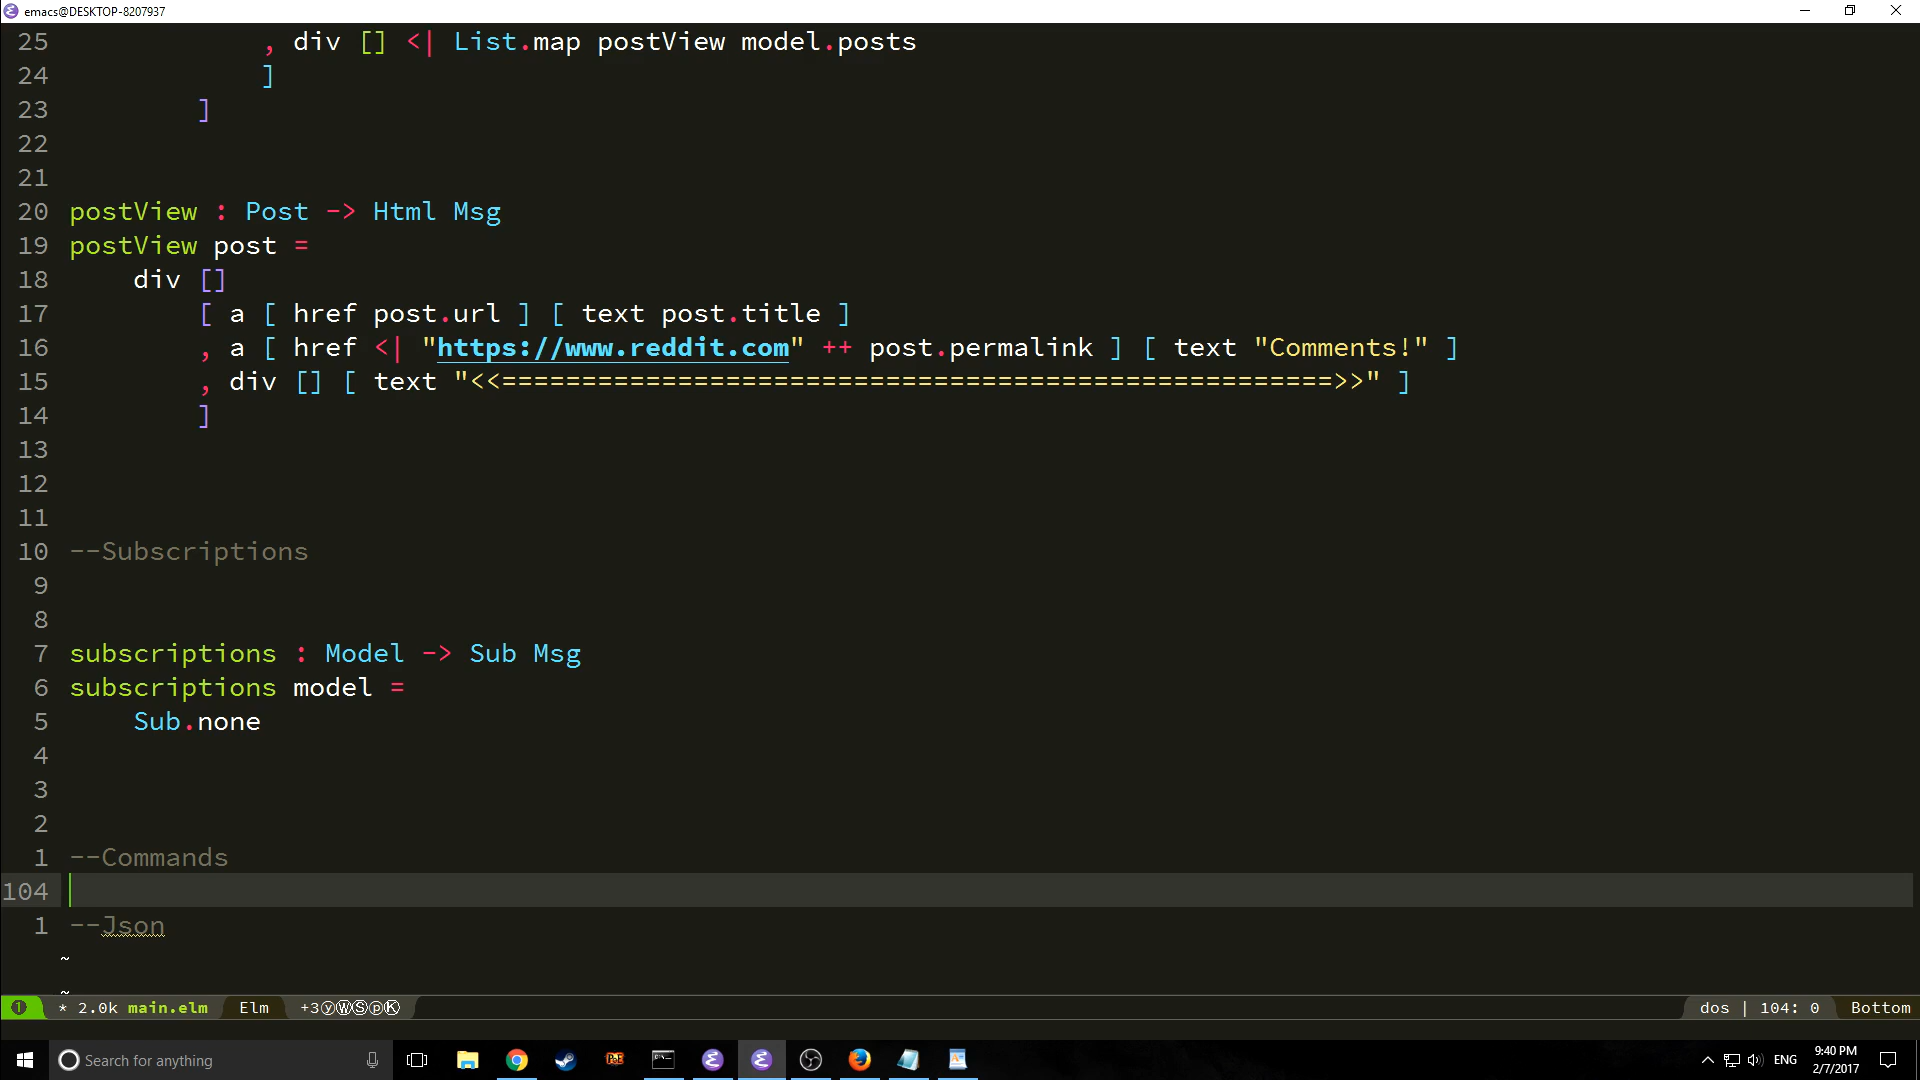 emacs@DESKTOP-8207937
25 , div [] <| List.map postView model.posts
24 ]
23 ]
22
21
20 postView : Post -> Html Msg
19 postView post =
18 div []
17 [ a [ href post.url ] [ text post.title ]
16 , a [ href <| "https://www.reddit.com" ++ post.permalink ] [ text "Comments!" ]
15 , div [] [ text "<<====================================================>>" ]
14 ]
13
12
11
10 --Subscriptions
9
8
7 subscriptions : Model -> Sub Msg
6 subscriptions model =
5 Sub.none
4
3
2
1 --Commands
104
1 --Json
~
~
1 * 2.0k main.elm Elm +3ⓨⓌⓈⓟⓀ dos | 104: 0 Bottom
Search for anything PoE ENG 9:40 PM
2/7/2017